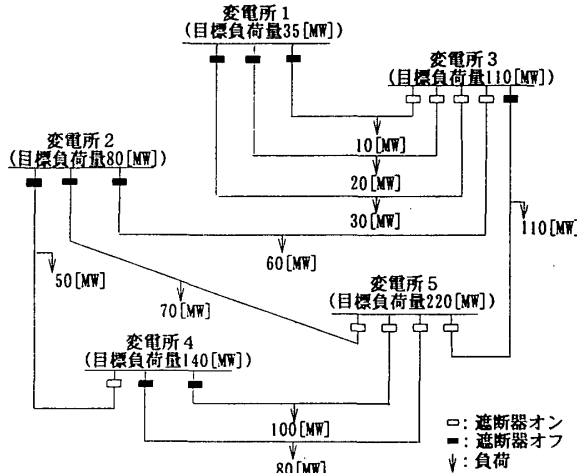 変電所1
(目標負荷量35[MW])
変電所3
(目標負荷量110[MW])
10[MW]
変電所2
(目標負荷量80[MW])
20[MW]
30[MW]
110[MW]
60[MW]
50[MW]
変電所5
(目標負荷量220[MW])
70[MW]
変電所4
(目標負荷量140[MW])
100[MW]
80[MW]
:遮断器オン
:遮断器オフ
:負荷